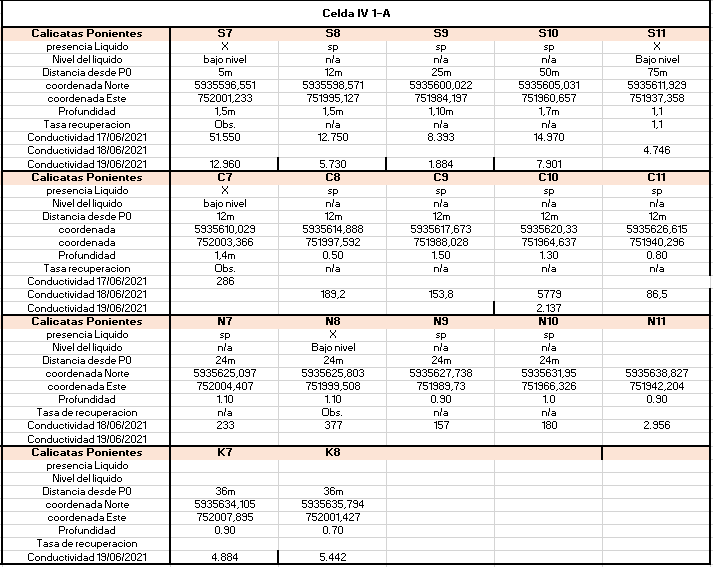 Celda IV 1-A
Calicatas Ponientes S7 S8 S9 S10 S11
presencia Liquido X sp sp sp X
Nivel del liquido bajo nivel n/a n/a n/a Bajo nivel
Distancia desde P0 5m 12m 25m 50m 75m
coordenada Norte 5935596,551 5935598,571 5935600,022 5935605,031 5935611,929
coordenada Este 752001,233 751995,127 751984,197 751960,657 751937,358
Profundidad 1,5m 1,5m 1,10m 1,7m 1,1
Tasa recuperacion Obs. n/a n/a n/a 1,1
Conductividad 17/06/2021 51.550 12.750 8.393 14.970
Conductividad 18/06/2021 4.746
Conductividad 19/06/2021 12.960 5.730 1.884 7.901
Calicatas Ponientes C7 C8 C9 C10 C11
presencia Liquido X sp sp sp sp
Nivel del liquido bajo nivel n/a n/a n/a n/a
Distancia desde P0 12m 12m 12m 12m 12m
coordenada 5935610,029 5935614,888 5935617,673 5935620,33 5935626,615
coordenada 752003,366 751997,592 751988,028 751964,637 751940,296
Profundidad 1,4m 0.50 1.50 1.30 0.80
Tasa recuperacion Obs. n/a n/a n/a n/a
Conductividad 17/06/2021 286
Conductividad 18/06/2021 189,2 153,8 5779 86,5
Conductividad 19/06/2021 2.137
Calicatas Ponientes N7 N8 N9 N10 N11
presencia Liquido sp X sp sp
Nivel del liquido n/a Bajo nivel n/a n/a
Distancia desde P0 24m 24m 24m 24m
coordenada Norte 5935625,097 5935625,803 5935627,738 5935631,95 5935638,827
coordenada Este 752004,407 751999,508 751989,73 751966,326 751942,204
Profundidad 1.10 1.10 0.90 1.0 0.90
Tasa de recuperacion n/a Obs. n/a n/a
Conductividad 18/06/2021 233 377 157 180 2.956
Conductividad 19/06/2021
Calicatas Ponientes K7 K8
presencia Liquido
Nivel del liquido
Distancia desde P0 36m 36m
coordenada Norte 5935634,105 5935635,794
coordenada Este 752007,895 752001,427
Profundidad 0.90 0.70
Tasa de recuperacion
Conductividad 19/06/2021 4.884 5.442